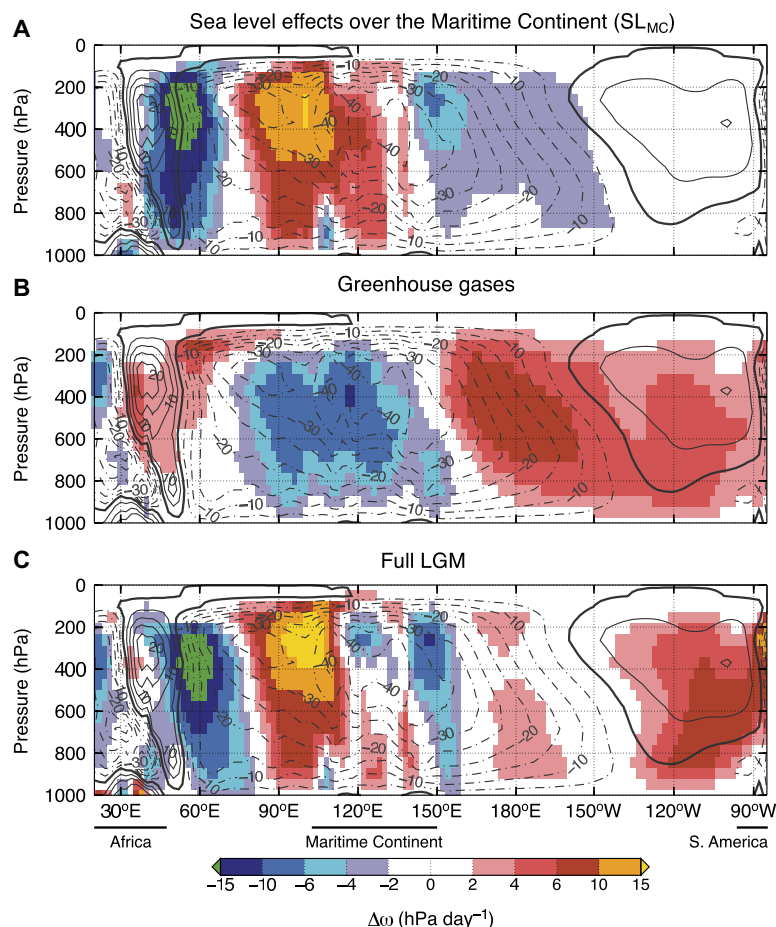 A
Sea level effects over the Maritime Continent (SLMC)
Pressure (hPa)
0
200
400
600
800
1000
B
Greenhouse gases
Pressure (hPa)
0
200
400
600
800
1000
C
Full LGM
Pressure (hPa)
0
200
400
600
800
1000
30°E 60°E 90°E 120°E 150°E 180°E 150°W 120°W 90°W
Africa Maritime Continent S. America
−15 −10 −6 −4 −2 0 2 4 6 10 15
Δω (hPa day−1)